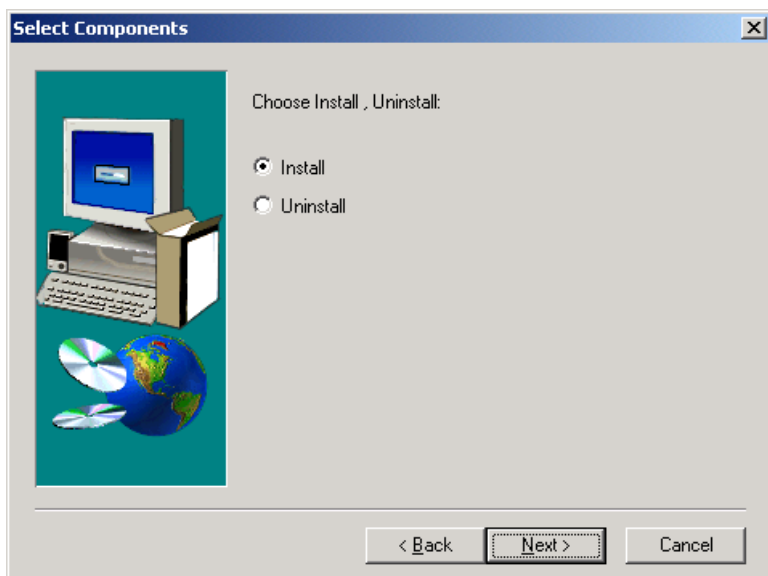 Select Components
Choose Install , Uninstall:
Install
Uninstall
< Back
Next >
Cancel